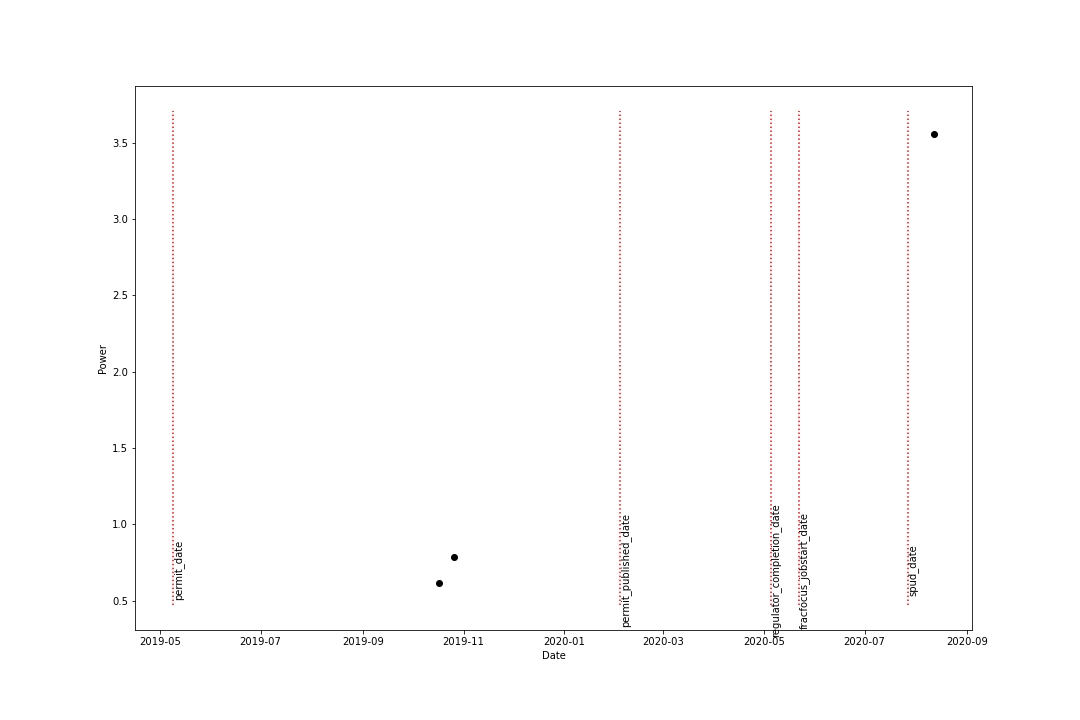 3.5
3.0
2.5
2.0
1.5
1.0
0.5
Power
permit_date
permit_published_date
regulator_completion_date
fracfocus_jobstart_date
spud_date
2019-05
2019-07
2019-09
2019-11
2020-01
2020-03
2020-05
2020-07
2020-09
Date